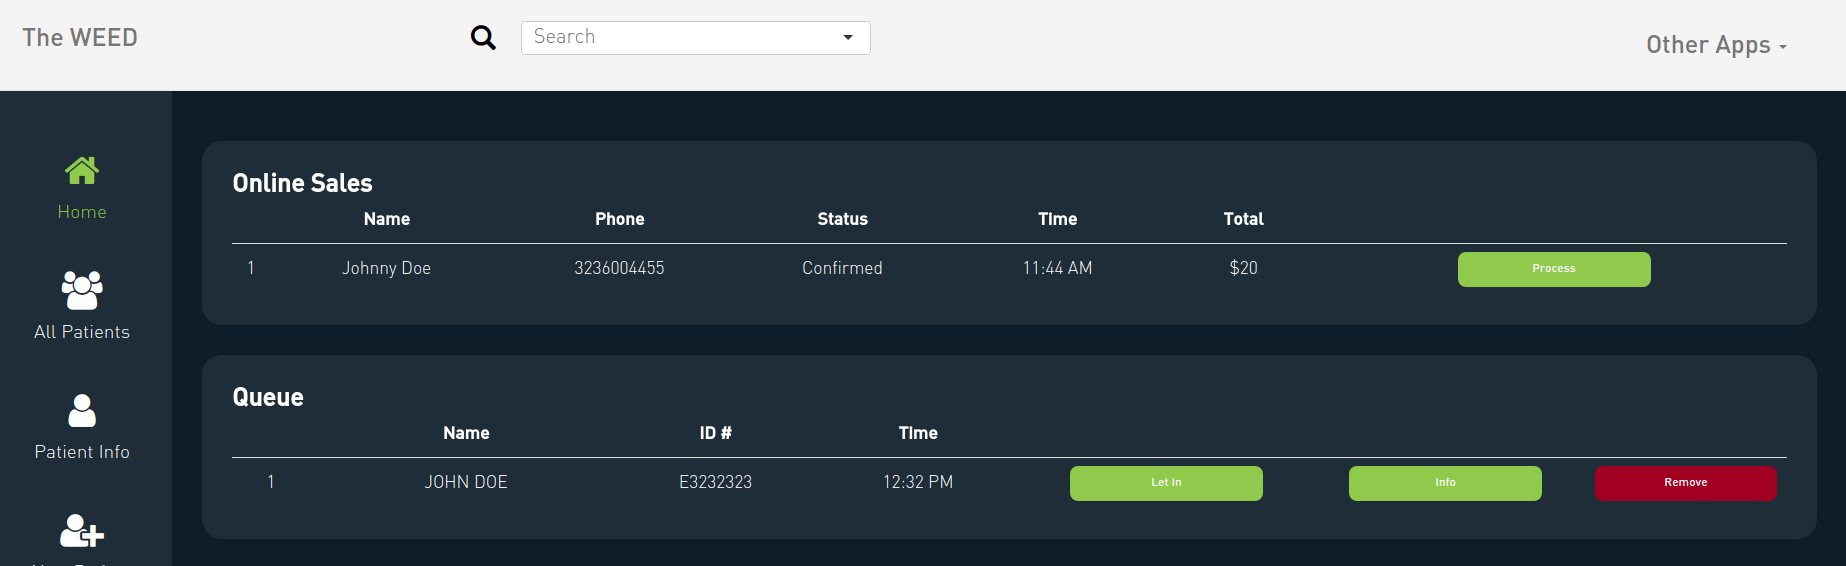 The WEED
Search
Other Apps
Home
All Patients
Patient Info
Online Sales
Name Phone Status Time Total
1 Johnny Doe 3236004455 Confirmed 11:44 AM $20 Process
Queue
Name ID # Time
1 JOHN DOE E3232323 12:32 PM Let In Info Remove